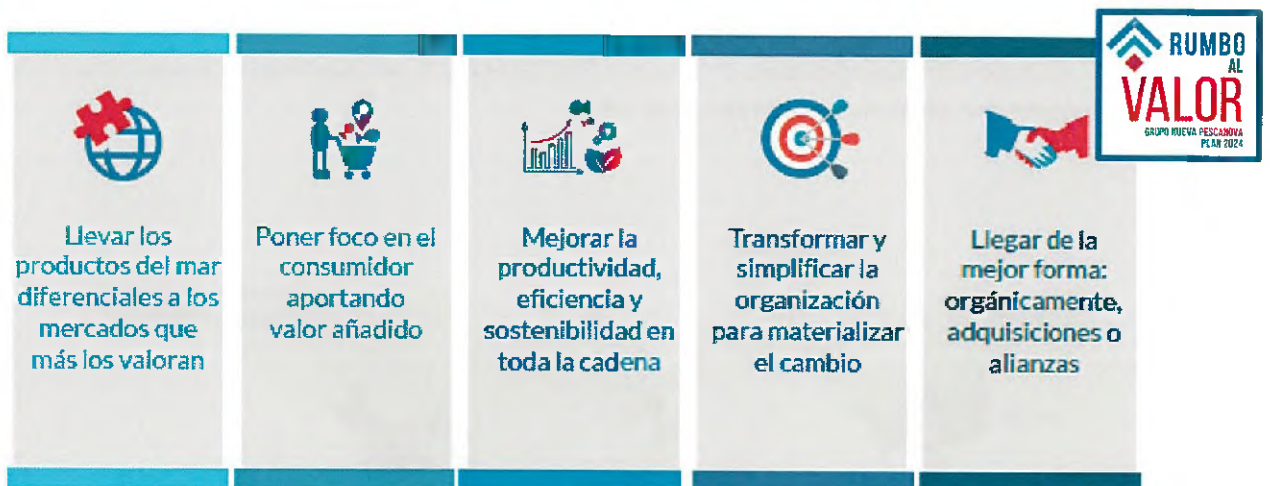 RUMBO
AL
VALOR
GRUPO NUEVA PESCANOVA
PLAN 2024
Llevar los
productos del mar
diferenciales a los
mercados que
más los valoran
Poner foco en el
consumidor
aportando
valor añadido
Mejorar la
productividad,
eficiencia y
sostenibilidad en
toda la cadena
Transformar y
simplificar la
organización
para materializar
el cambio
Llegar de la
mejor forma:
orgánicamente,
adquisiciones o
alianzas